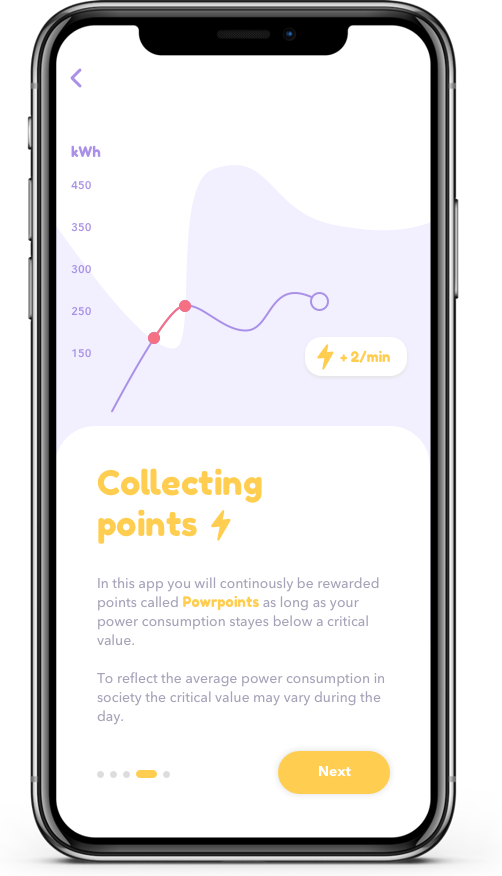 kWh
450
350
300
250
150
+ 2/min
Collecting
points
In this app you will continously be rewarded
points called Powrpoints as long as your
power consumption stayes below a critical
value.
To reflect the average power consumption in
society the critical value may vary during the
day.
Next